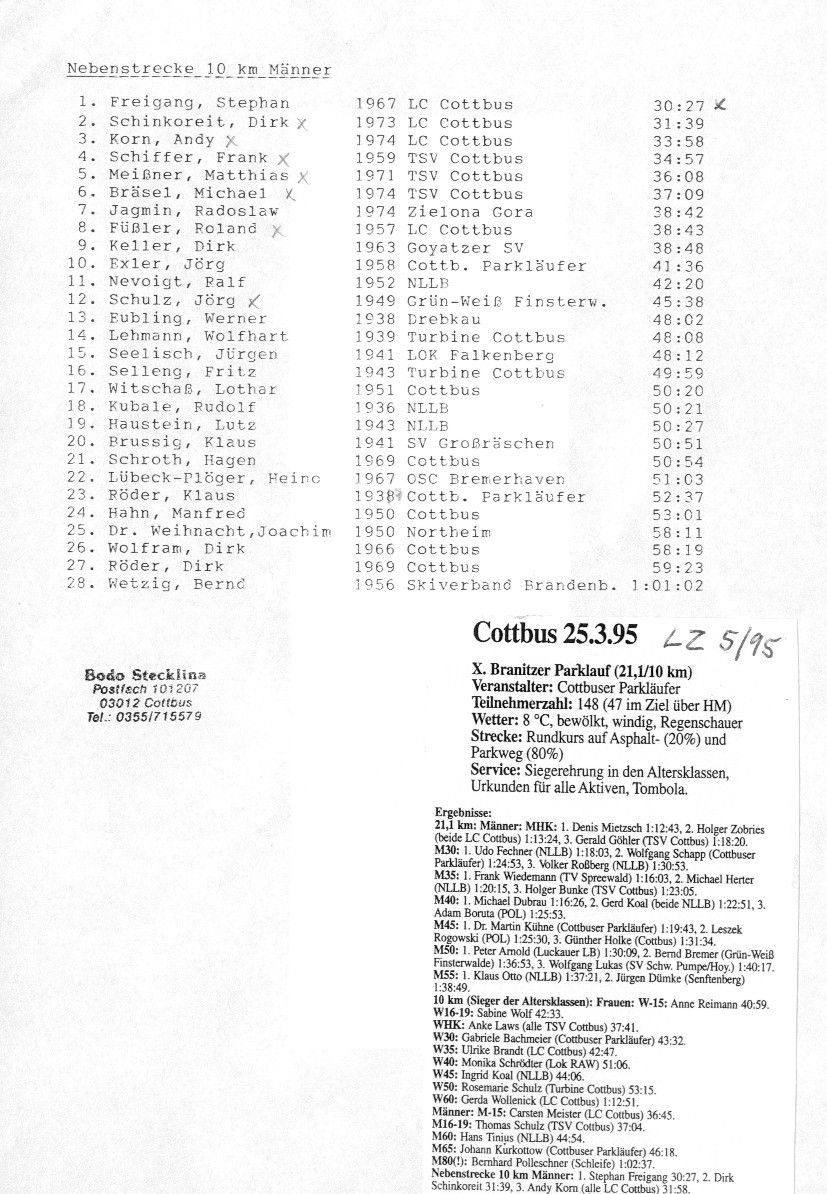 Nebenstrecke 10 km Männer
1. Freigang, Stephan 1967 LC Cottbus 30:27 x
2. Schinkoreit, Dirk x 1973 LC Cottbus 31:39
3. Korn, Andy x 1974 LC Cottbus 33:58
4. Schiffer, Frank x 1959 TSV Cottbus 34:57
5. Meißner, Matthias x 1971 TSV Cottbus 36:08
6. Bräsel, Michael x 1974 TSV Cottbus 37:09
7. Jagmin, Radoslaw 1974 Zielona Gora 38:42
8. Füßler, Roland x 1957 LC Cottbus 38:43
9. Keller, Dirk 1963 Goyatzer SV 38:48
10. Exler, Jörg 1958 Cottb. Parkläufer 41:36
11. Nevoigt, Ralf 1952 NLLB 42:20
12. Schulz, Jörg x 1949 Grün-Weiß Finsterw. 45:38
13. Eubling, Werner 1938 Drebkau 48:02
14. Lehmann, Wolfhart 1939 Turbine Cottbus 48:08
15. Seelisch, Jürgen 1941 LOK Falkenberg 48:12
16. Selleng, Fritz 1943 Turbine Cottbus 49:59
17. Witschaß, Lothar 1951 Cottbus 50:20
18. Kubale, Rudolf 1936 NLLB 50:21
19. Haustein, Lutz 1943 NLLB 50:27
20. Brussig, Klaus 1941 SV Großräschen 50:51
21. Schroth, Hagen 1969 Cottbus 50:54
22. Lübeck-Plöger, Heino 1967 OSC Bremerhaven 51:03
23. Röder, Klaus 1938 Cottb. Parkläufer 52:37
24. Hahn, Manfred 1950 Cottbus 53:01
25. Dr. Weihnacht,Joachim 1950 Northeim 58:11
26. Wolfram, Dirk 1966 Cottbus 58:19
27. Röder, Dirk 1969 Cottbus 59:23
28. Wetzig, Bernd 1956 Skiverband Brandenb. 1:01:02
Bodo Stecklina
Postfach 101207
03012 Cottbus
Tel.: 0355/715579
Cottbus 25.3.95 LZ 5/95
X. Branitzer Parklauf (21,1/10 km)
Veranstalter: Cottbuser Parkläufer
Teilnehmerzahl: 148 (47 im Ziel über HM)
Wetter: 8 °C, bewölkt, windig, Regenschauer
Strecke: Rundkurs auf Asphalt- (20%) und
Parkweg (80%)
Service: Siegerehrung in den Altersklassen,
Urkunden für alle Aktiven, Tombola.
Ergebnisse:
21,1 km: Männer: MHK: 1. Denis Mietzsch 1:12:43, 2. Holger Zobries
(beide LC Cottbus) 1:13:24, 3. Gerald Göhler (TSV Cottbus) 1:18:20.
M30: 1. Udo Fechner (NLLB) 1:18:03, 2. Wolfgang Schapp (Cottbuser
Parkläufer) 1:24:53, 3. Volker Roßberg (NLLB) 1:30:53.
M35: 1. Frank Wiedemann (TV Spreewald) 1:16:03, 2. Michael Herter
(NLLB) 1:20:15, 3. Holger Bunke (TSV Cottbus) 1:23:05.
M40: 1. Michael Dubrau 1:16:26, 2. Gerd Koal (beide NLLB) 1:22:51, 3.
Adam Boruta (POL) 1:25:53.
M45: 1. Dr. Martin Kühne (Cottbuser Parkläufer) 1:19:43, 2. Leszek
Rogowski (POL) 1:25:30, 3. Günther Holke (Cottbus) 1:31:34.
M50: 1. Peter Arnold (Luckauer LB) 1:30:09, 2. Bernd Bremer (Grün-Weiß
Finsterwalde) 1:36:53, 3. Wolfgang Lukas (SV Schw. Pumpe/Hoy.) 1:40:17.
M55: 1. Klaus Otto (NLLB) 1:37:21, 2. Jürgen Dümke (Senftenberg)
1:38:49.
10 km (Sieger der Altersklassen): Frauen: W-15: Anne Reimann 40:59.
W16-19: Sabine Wolf 42:33.
WHK: Anke Laws (alle TSV Cottbus) 37:41.
W30: Gabriele Bachmeier (Cottbuser Parkläufer) 43:32.
W35: Ulrike Brandt (LC Cottbus) 42:47.
W40: Monika Schrödter (Lok RAW) 51:06.
W45: Ingrid Koal (NLLB) 44:06.
W50: Rosemarie Schulz (Turbine Cottbus) 53:15.
W60: Gerda Wollenick (LC Cottbus) 1:12:51.
Männer: M-15: Carsten Meister (LC Cottbus) 36:45.
M16-19: Thomas Schulz (TSV Cottbus) 37:04.
M60: Hans Tinius (NLLB) 44:54.
M65: Johann Kurkottow (Cottbuser Parkläufer) 46:18.
M80(!): Bernhard Polleschner (Schleife) 1:02:37.
Nebenstrecke 10 km Männer: 1. Stephan Freigang 30:27, 2. Dirk
Schinkoreit 31:39, 3. Andy Korn (alle LC Cottbus) 31:58.